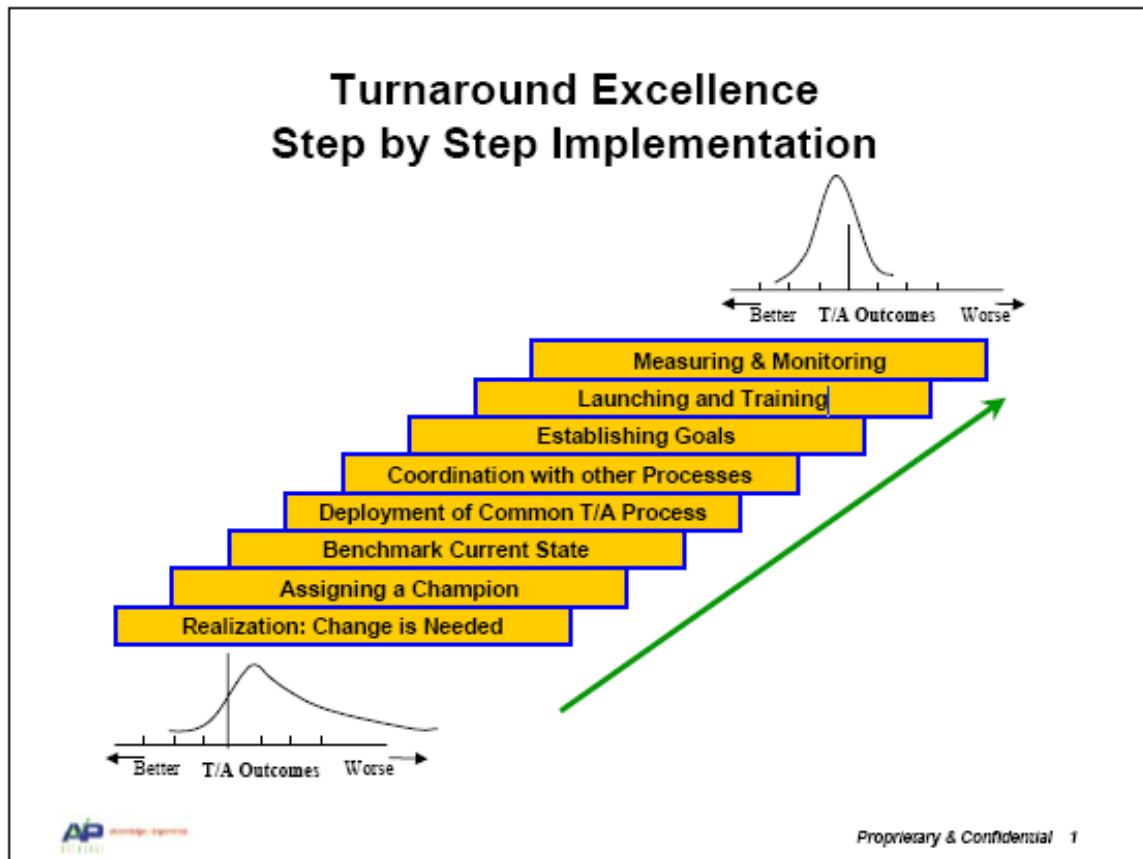 Turnaround Excellence
Step by Step Implementation
Better T/A Outcomes Worse
Measuring & Monitoring
Launching and Training
Establishing Goals
Coordination with other Processes
Deployment of Common T/A Process
Benchmark Current State
Assigning a Champion
Realization: Change is Needed
Better T/A Outcomes Worse
AP
Proprietary & Confidential 1